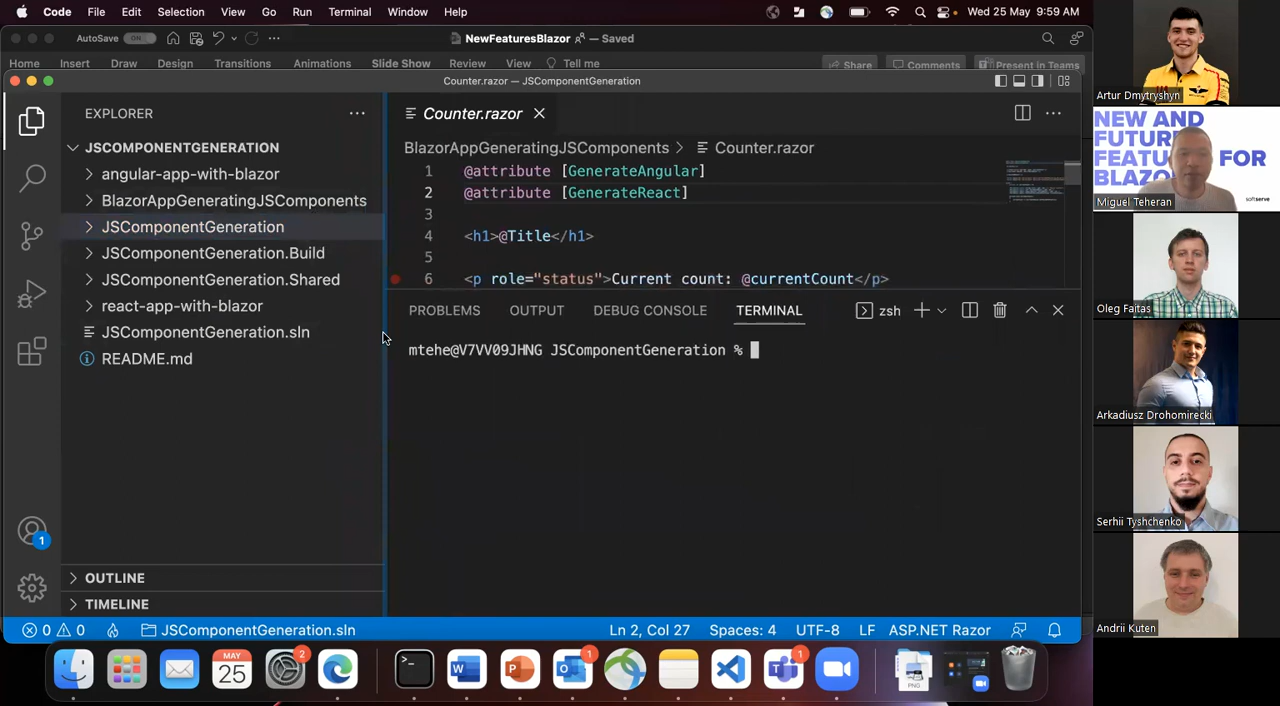 Code File Edit Selection View Go Run Terminal Window Help
Wed 25 May 9:59 AM
AutoSave ON
NewFeaturesBlazor — Saved
Home Insert Draw Design Transitions Animations Slide Show Review View Tell me
Share Comments Present in Teams
Counter.razor — JSComponentGeneration
EXPLORER
JSCOMPONENTGENERATION
angular-app-with-blazor
BlazorAppGeneratingJSComponents
JSComponentGeneration
JSComponentGeneration.Build
JSComponentGeneration.Shared
react-app-with-blazor
JSComponentGeneration.sln
README.md
OUTLINE
TIMELINE
Counter.razor
BlazorAppGeneratingJSComponents > Counter.razor
@attribute [GenerateAngular]
@attribute [GenerateReact]
3
4 <h1>@Title</h1>
5
6 <p role="status">Current count: @currentCount</p>
PROBLEMS OUTPUT DEBUG CONSOLE TERMINAL
zsh
JSComponentGeneration %
0 0 JSComponentGeneration.sln
Ln 2, Col 27 Spaces: 4 UTF-8 LF ASP.NET Razor
1
MAY
25
2
1
1
PNG
Artur Dmytryshyn
NEW AND
FUTURE
FOR
softserve
Miguel Teheran
Oleg Faitas
Arkadiusz Drohomirecki
Serhii Tyshchenko
Andrii Kuten